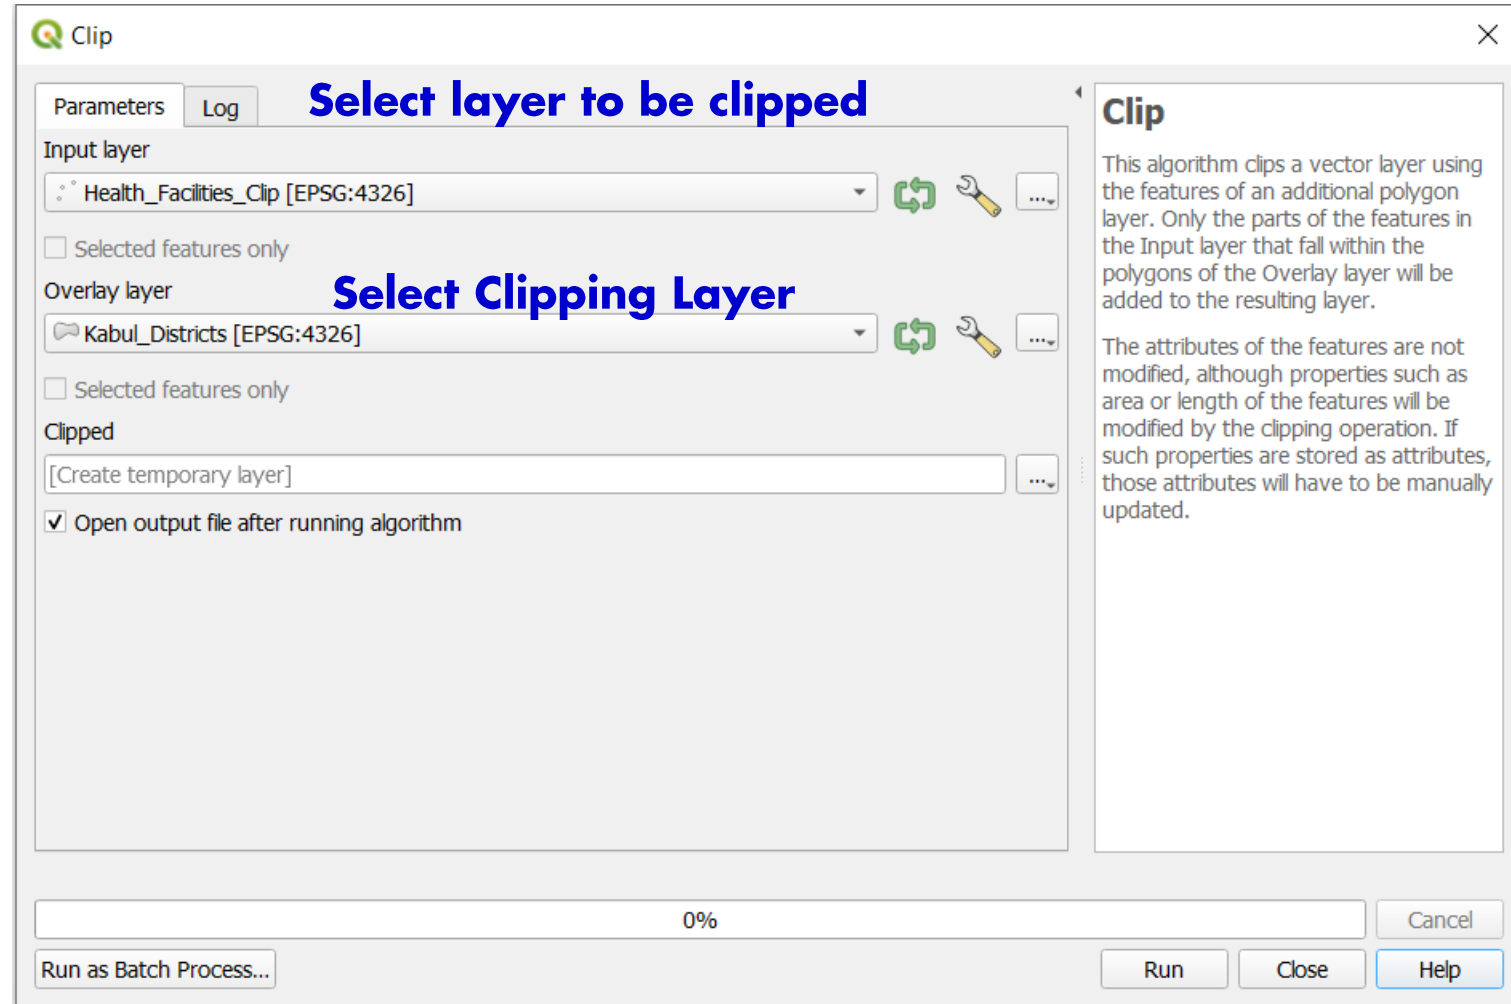 Clip
Parameters
Log
Select layer to be clipped
Input layer
Health_Facilities_Clip [EPSG:4326]
...
Selected features only
Overlay layer
Select Clipping Layer
Kabul_Districts [EPSG:4326]
...
Selected features only
Clipped
[Create temporary layer]
...
Open output file after running algorithm
Clip
This algorithm clips a vector layer using
the features of an additional polygon
layer. Only the parts of the features in
the Input layer that fall within the
polygons of the Overlay layer will be
added to the resulting layer.
The attributes of the features are not
modified, although properties such as
area or length of the features will be
modified by the clipping operation. If
such properties are stored as attributes,
those attributes will have to be manually
updated.
0%
Cancel
Run as Batch Process...
Run
Close
Help